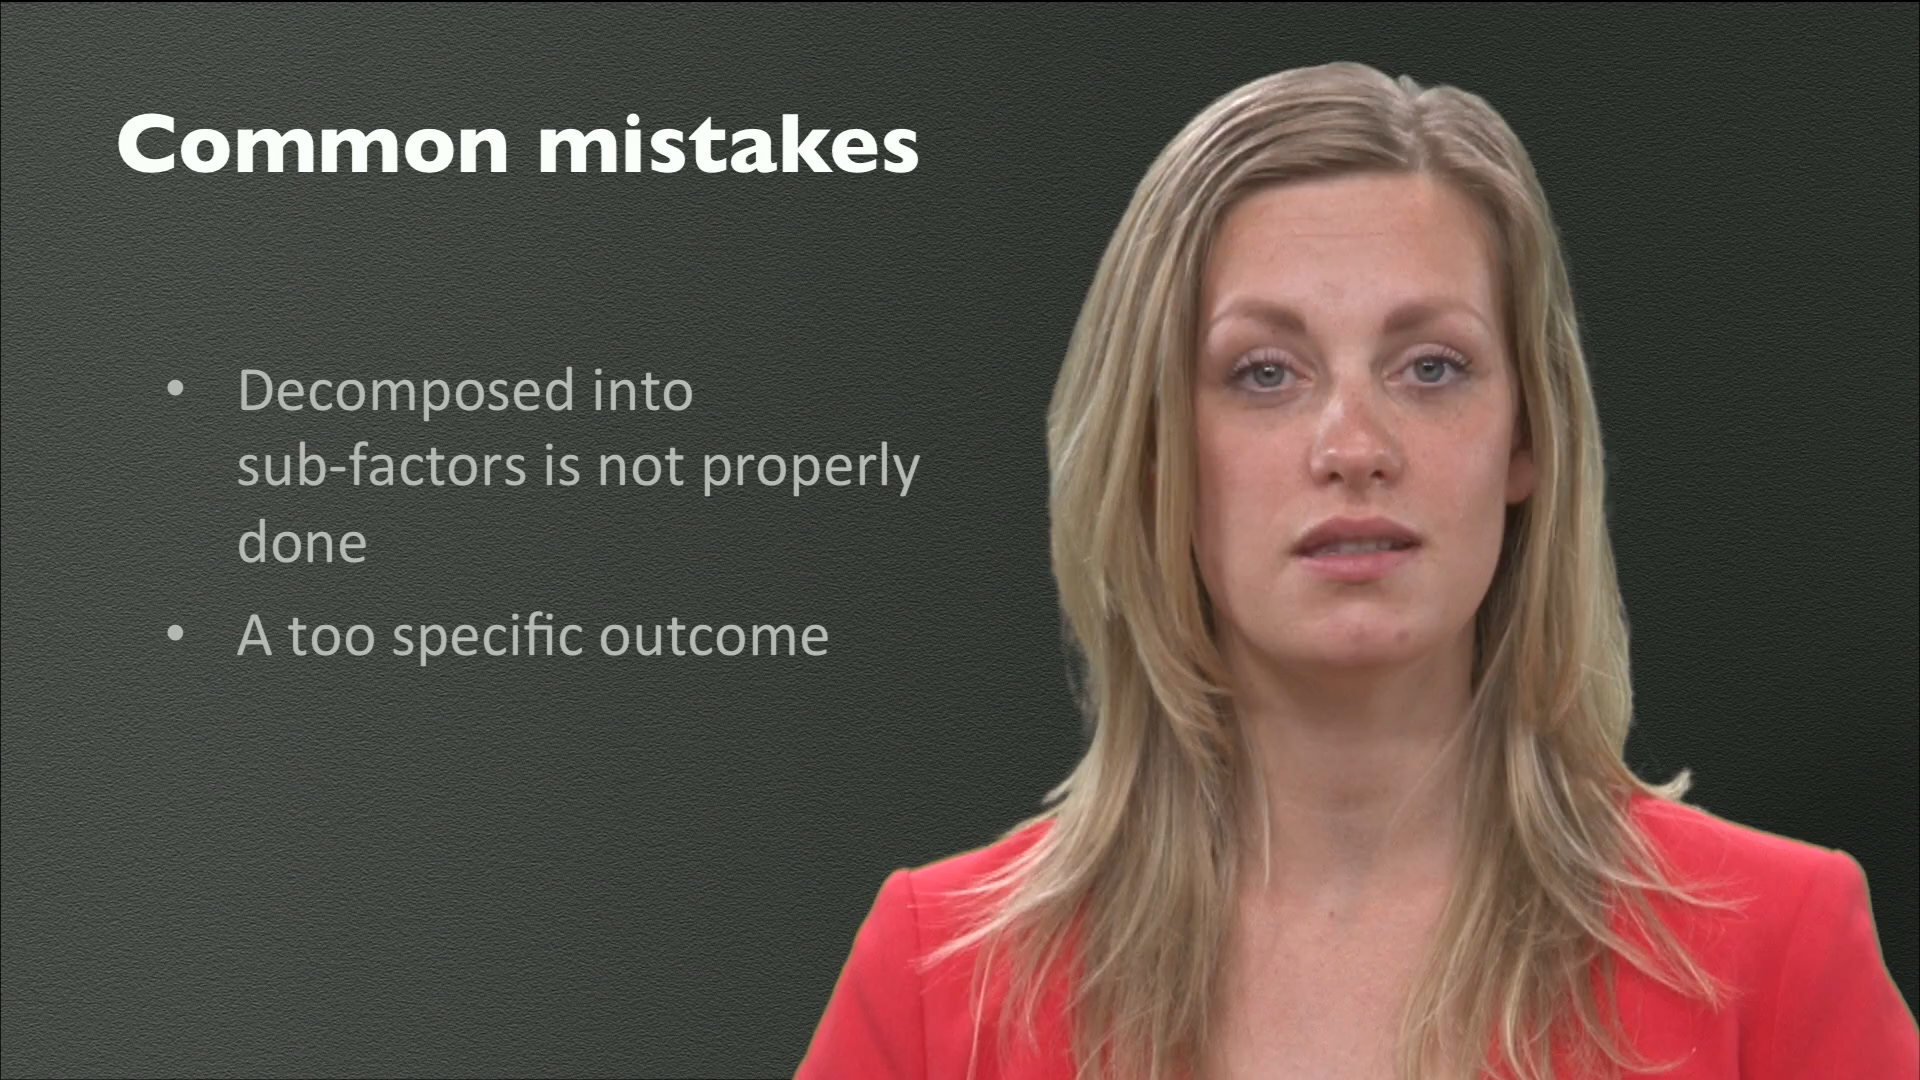 Common mistakes
• Decomposed into
sub-factors is not properly
done
• A too specific outcome